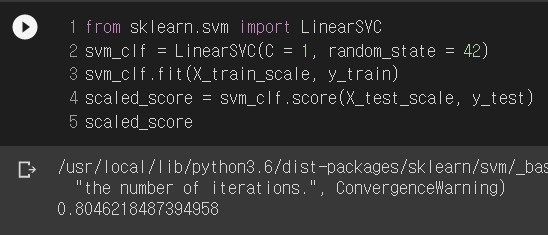 1 from sklearn.svm import LinearSVC
2 svm_clf = LinearSVC(C = 1, random_state = 42)
3 svm_clf.fit(X_train_scale, y_train)
4 scaled_score = svm_clf.score(X_test_scale, y_test)
5 scaled_score
/usr/local/lib/python3.6/dist-packages/sklearn/svm/_bas
"the number of iterations.", ConvergenceWarning)
0.8046218487394958